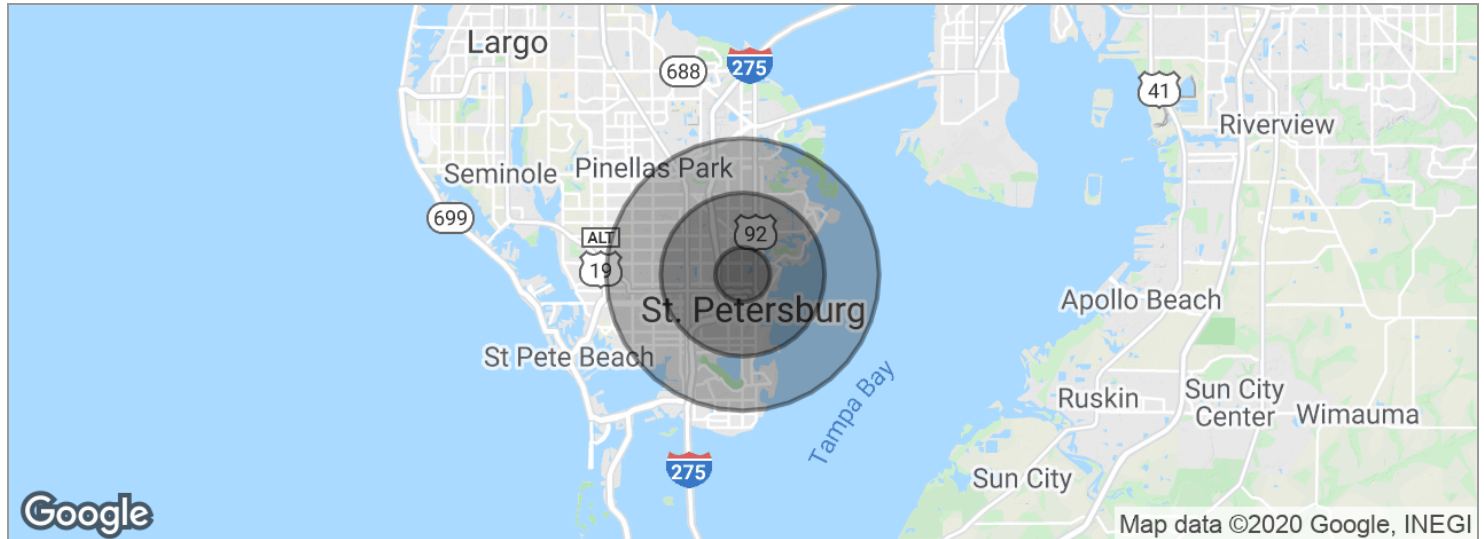 Largo
688
275
41
Riverview
Pinellas Park
Seminole
699
92
ALT
19
Apollo Beach
St. Petersburg
St Pete Beach
Tampa Bay
Ruskin
Sun City
Center
Wimauma
275
Sun City
Google
Map data ©2020 Google, INEGI